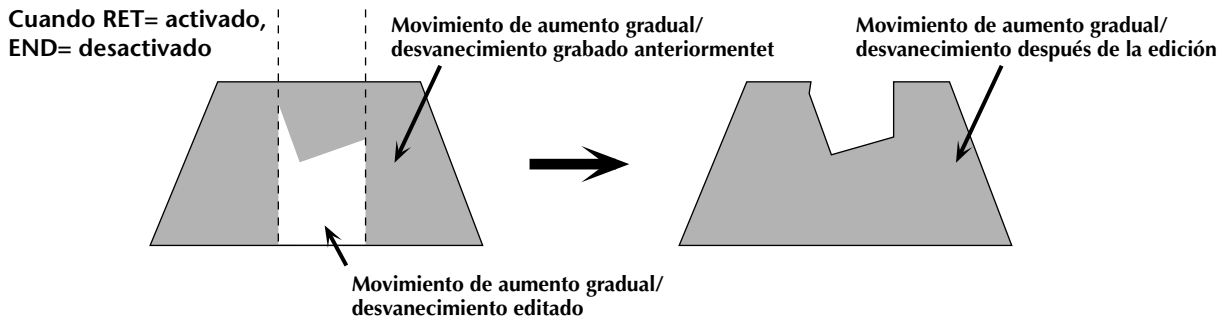 Cuando RET= activado,
END= desactivado
Movimiento de aumento gradual/
desvanecimiento grabado anteriormentet
Movimiento de aumento gradual/
desvanecimiento después de la edición
Movimiento de aumento gradual/
desvanecimiento editado